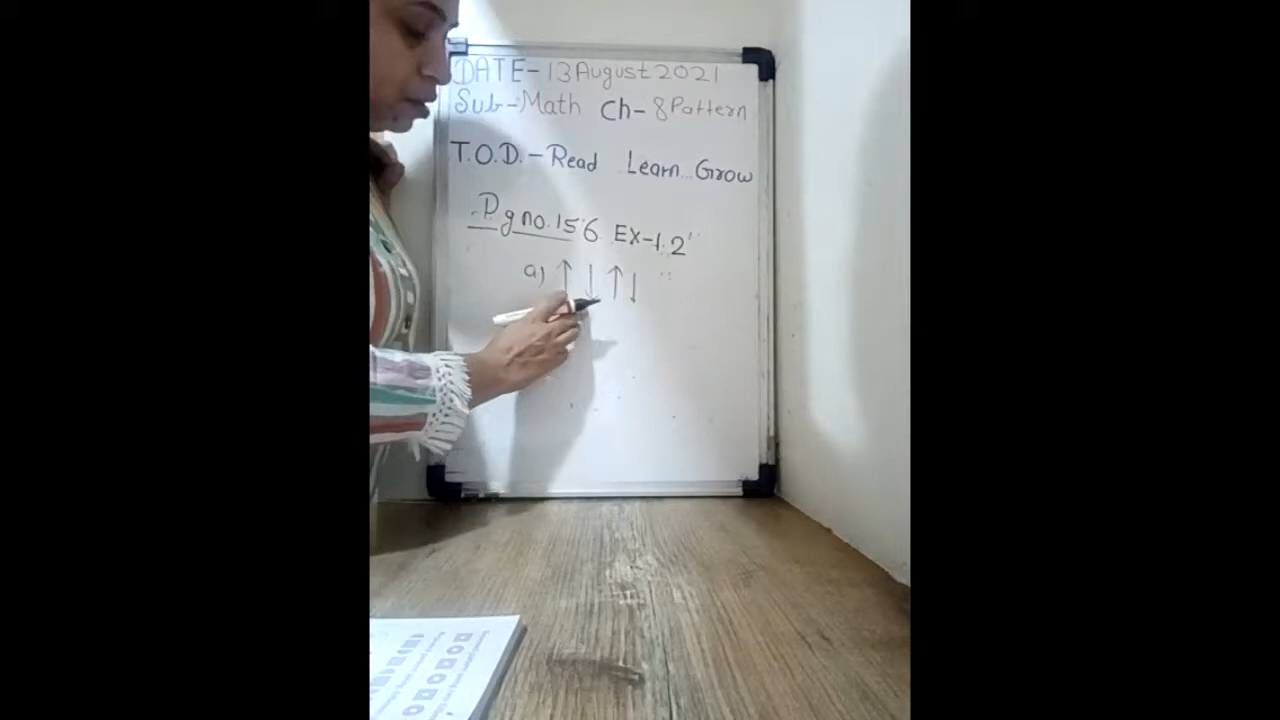 DATE-13 August 2021
Sub-Math Ch-8 Pattern
T.O.D.-Read Learn Grow
Pg no.156 EX-1.2
a) ↑ ↓ ↑ ↓